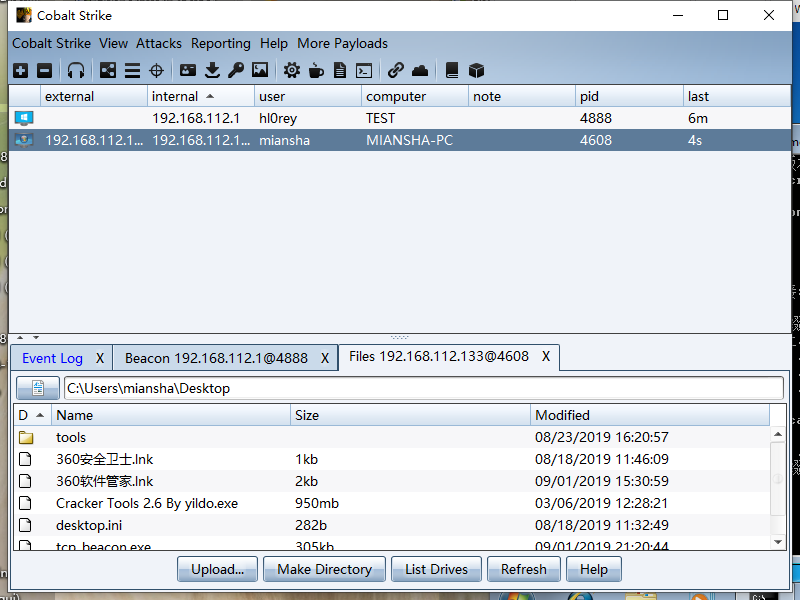 Cobalt Strike
Cobalt Strike View Attacks Reporting Help More Payloads
external internal user computer note pid last
192.168.112.1 hl0rey TEST 4888 6m
192.168.112.1... 192.168.112.1... miansha MIANSHA-PC 4608 4s
Event Log X Beacon 192.168.112.1@4888 X Files 192.168.112.133@4608 X
C:\Users\miansha\Desktop
D Name Size Modified
tools 08/23/2019 16:20:57
360安全卫士.lnk 1kb 08/18/2019 11:46:09
360软件管家.lnk 2kb 09/01/2019 15:30:59
Cracker Tools 2.6 By yildo.exe 950mb 03/06/2019 12:28:21
desktop.ini 282b 08/18/2019 11:32:49
tcp_beacon.exe 305kb 09/01/2019 21:20:44
Upload... Make Directory List Drives Refresh Help